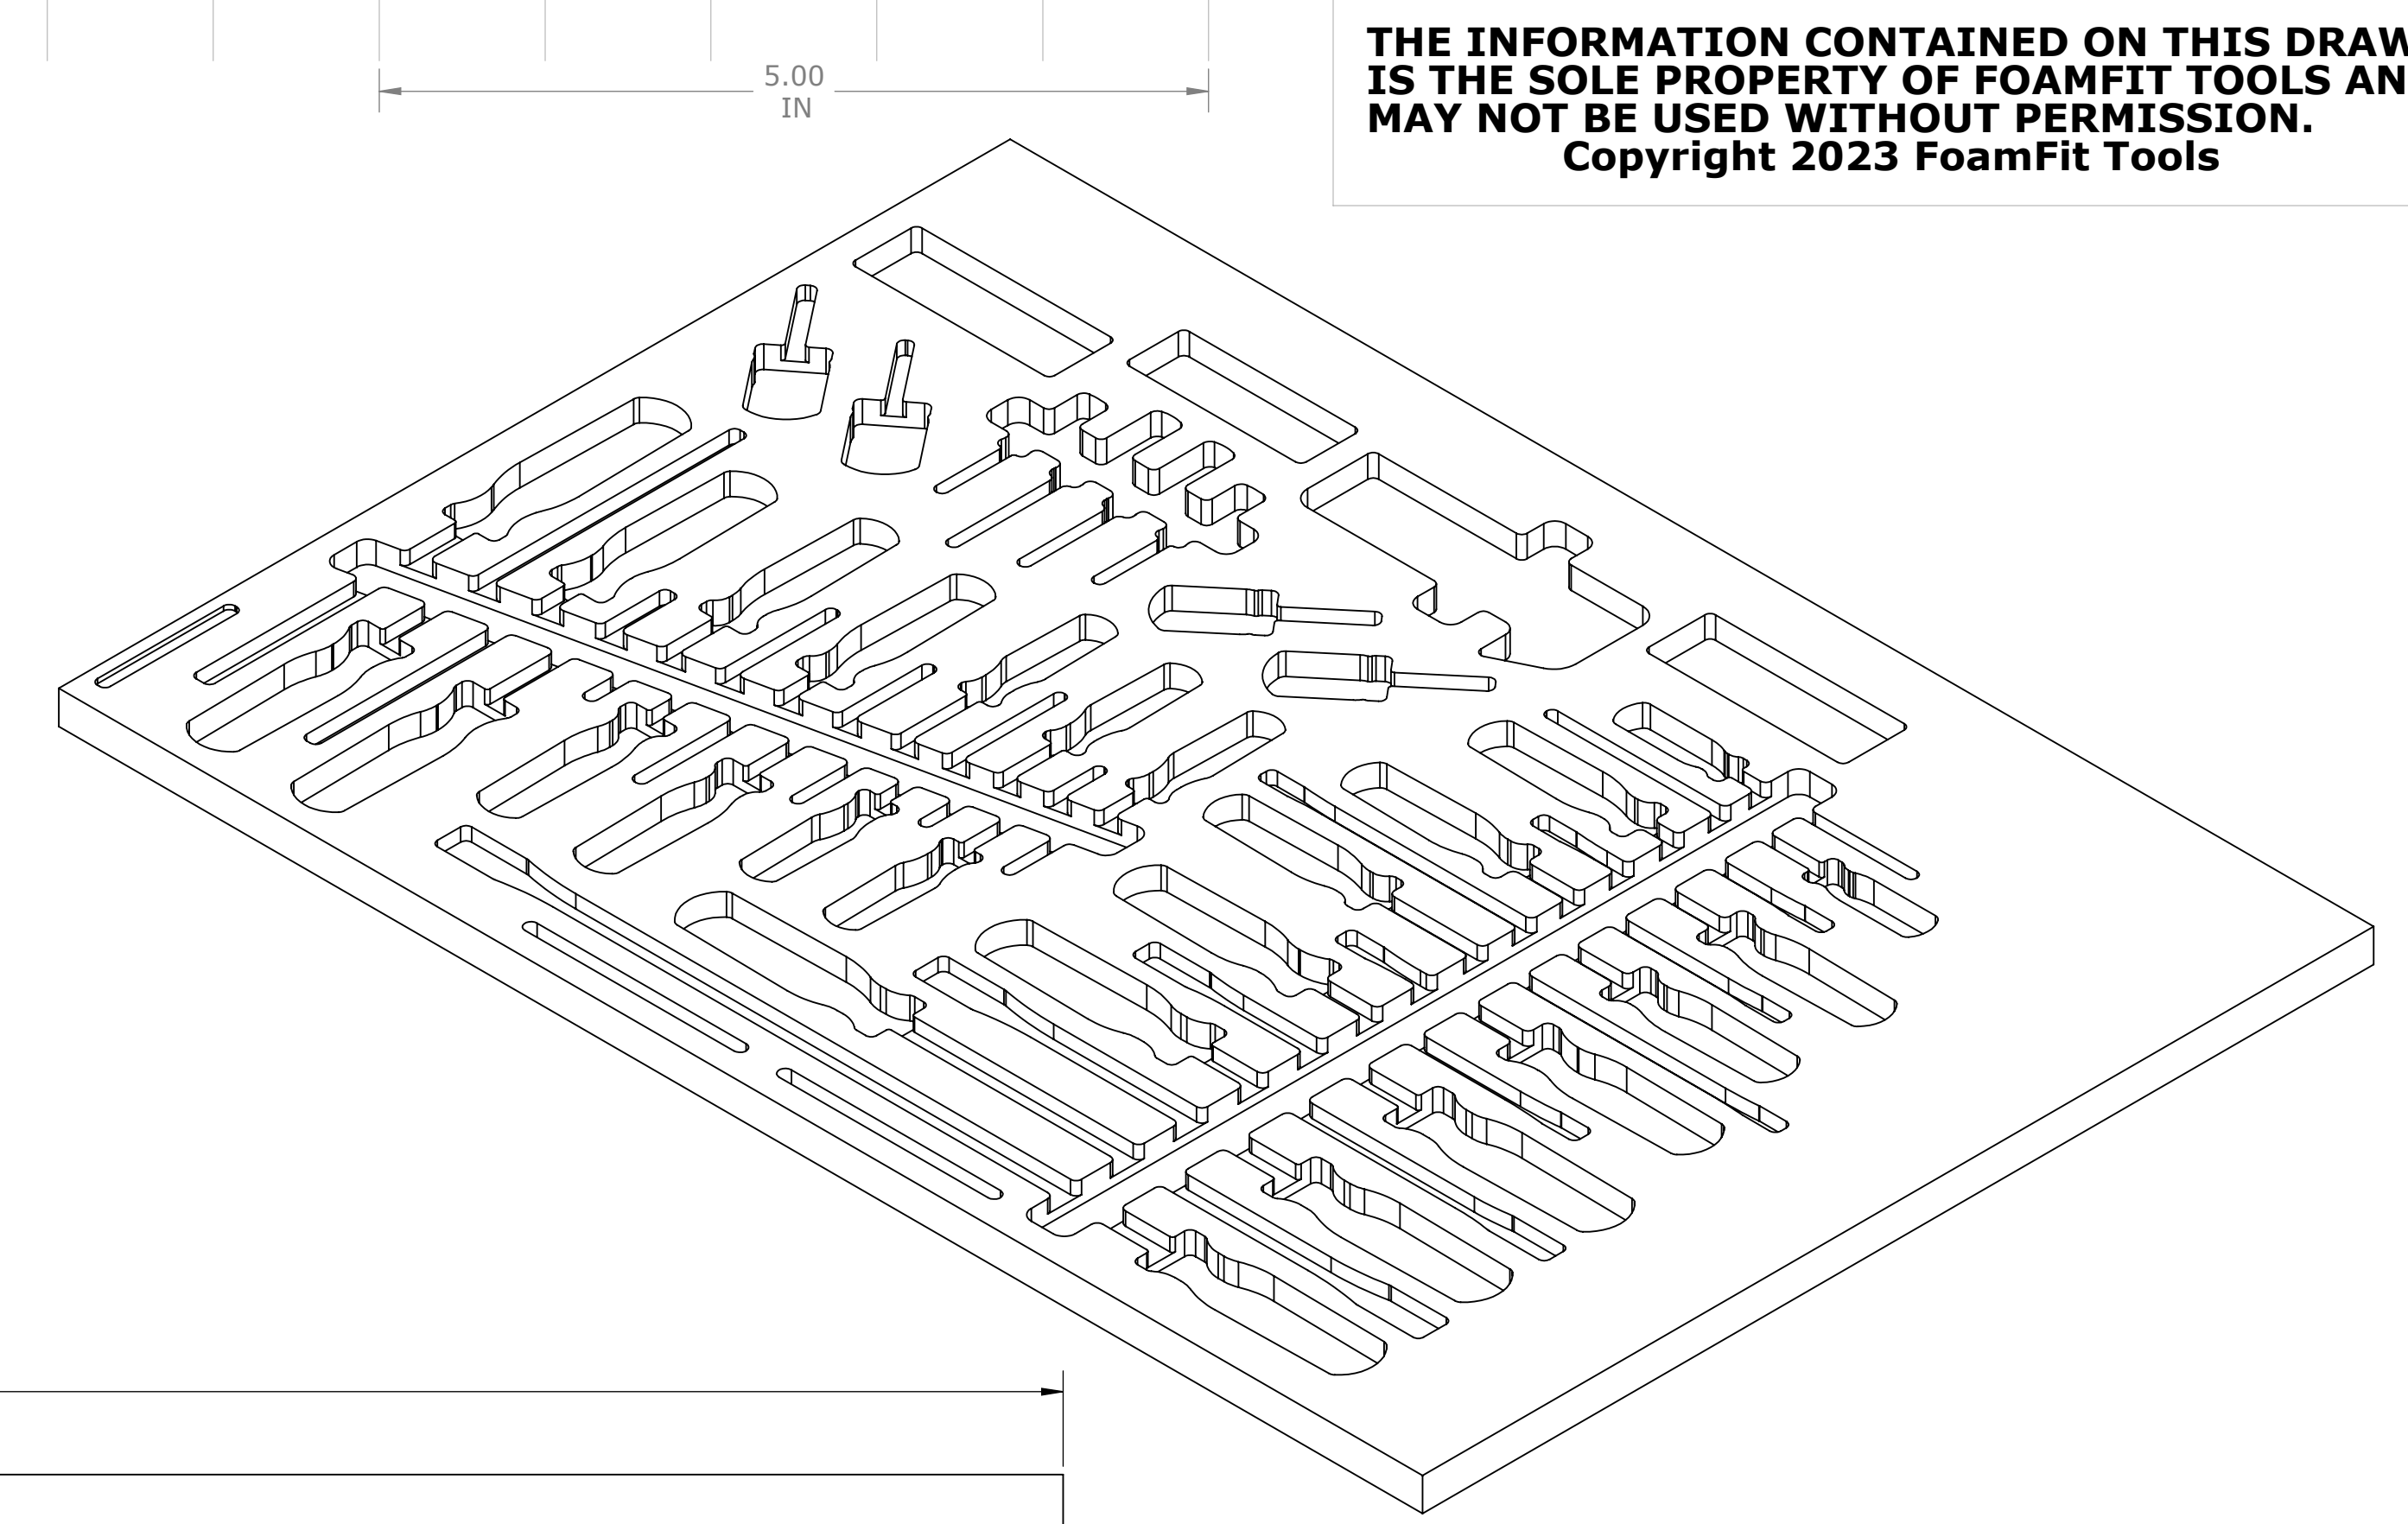 5.00
IN
THE INFORMATION CONTAINED ON THIS DRAW
IS THE SOLE PROPERTY OF FOAMFIT TOOLS AN
MAY NOT BE USED WITHOUT PERMISSION.
Copyright 2023 FoamFit Tools